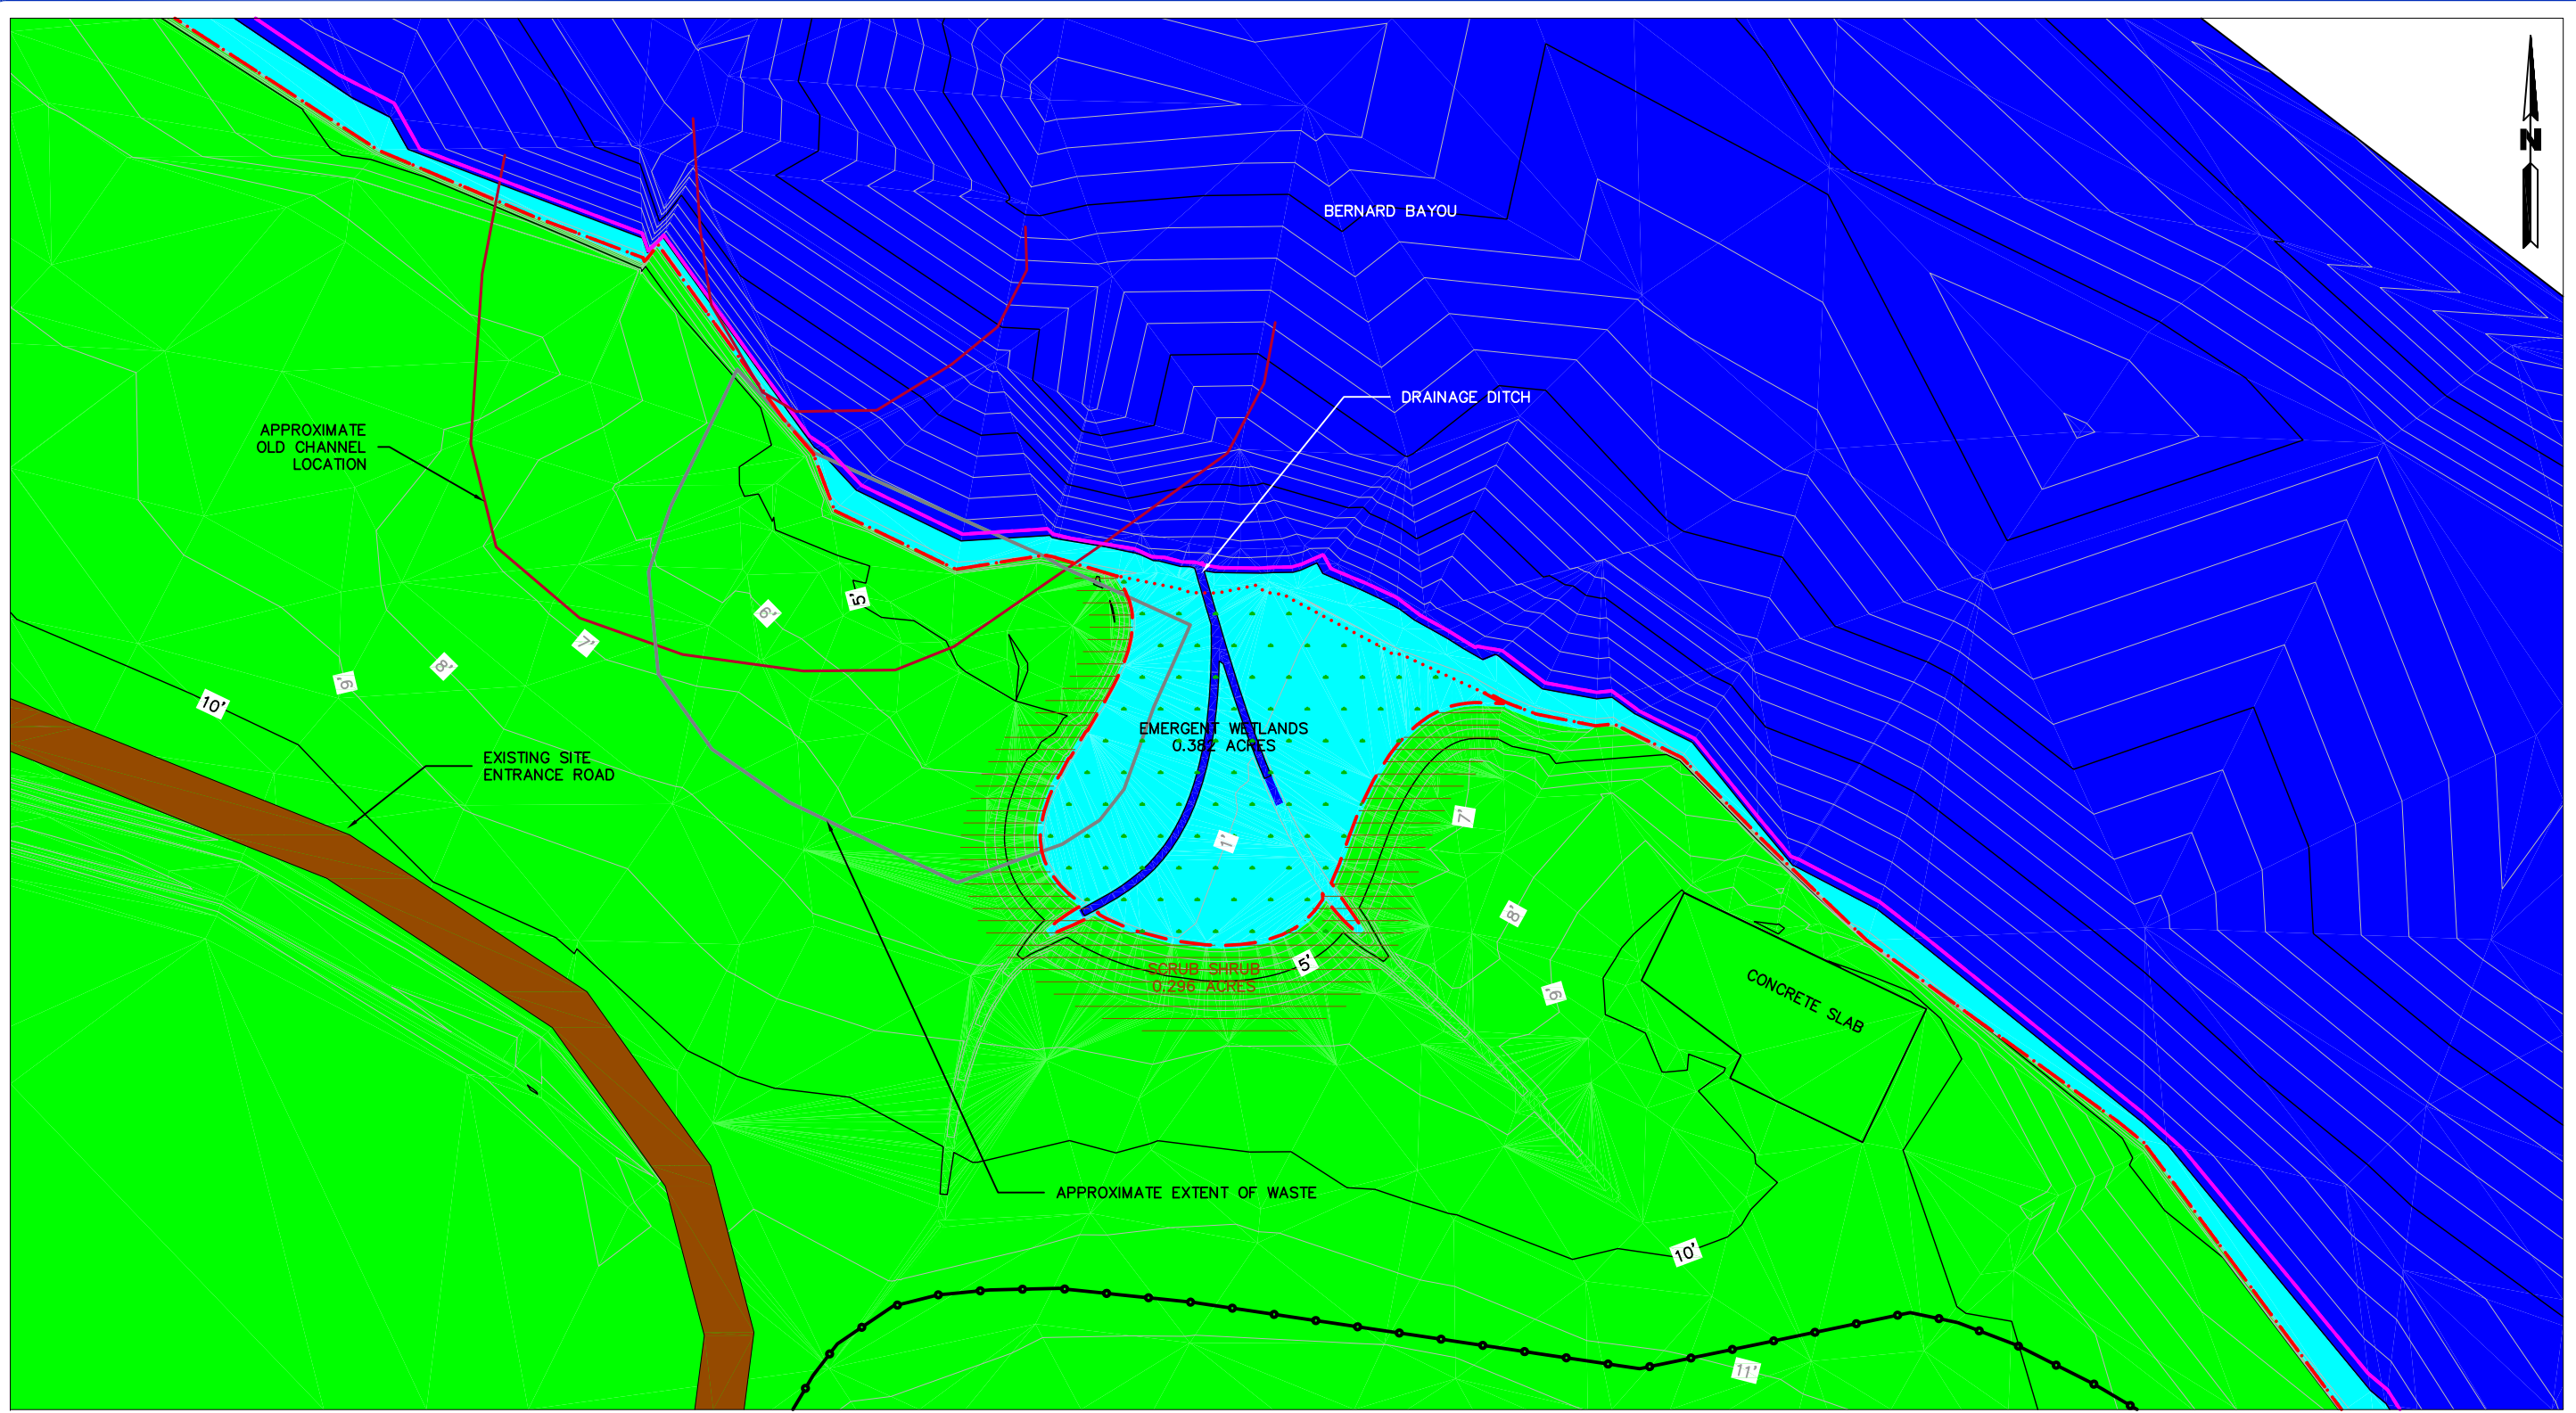 N
BERNARD BAYOU
DRAINAGE DITCH
APPROXIMATE
OLD CHANNEL
LOCATION
5'
6'
7'
8'
9'
10'
EXISTING SITE
ENTRANCE ROAD
EMERGENT WETLANDS
0.382 ACRES
1'
7'
8'
9'
5'
SCRUB SHRUB
0.296 ACRES
CONCRETE SLAB
APPROXIMATE EXTENT OF WASTE
10'
11'